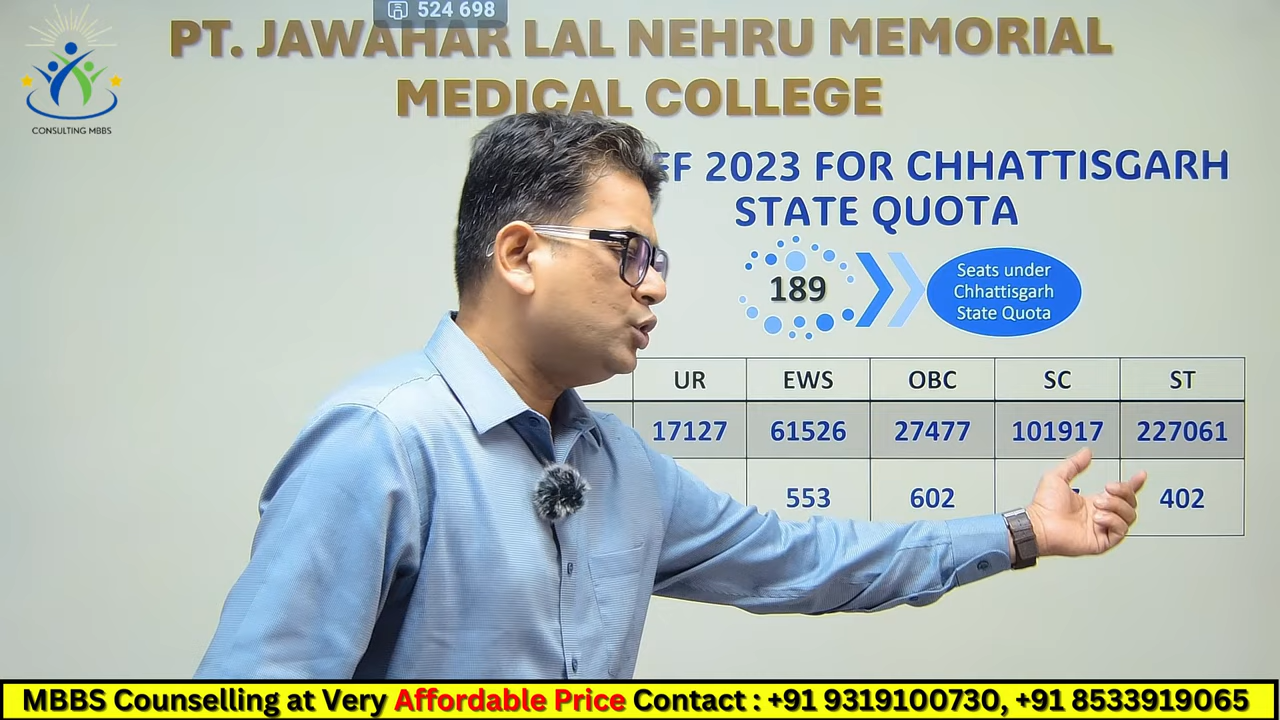 524 698
PT. JAWAHAR LAL NEHRU MEMORIAL
MEDICAL COLLEGE
CONSULTING MBBS
2023 FOR CHHATTISGARH
STATE QUOTA
189
Seats under
Chhattisgarh
State Quota
UR EWS OBC SC ST
17127 61526 27477 101917 227061
553 602 402
MBBS Counselling at Very Affordable Price Contact : +91 9319100730, +91 8533919065